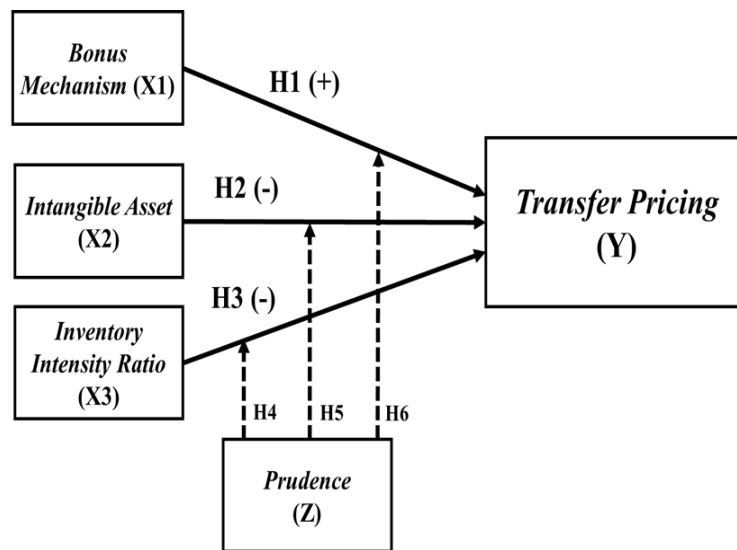 Bonus
Mechanism (X1)
H1 (+)
Intangible Asset
(X2)
H2 (-)
Transfer Pricing
(Y)
H3 (-)
Inventory
Intensity Ratio
(X3)
H4
H5
H6
Prudence
(Z)